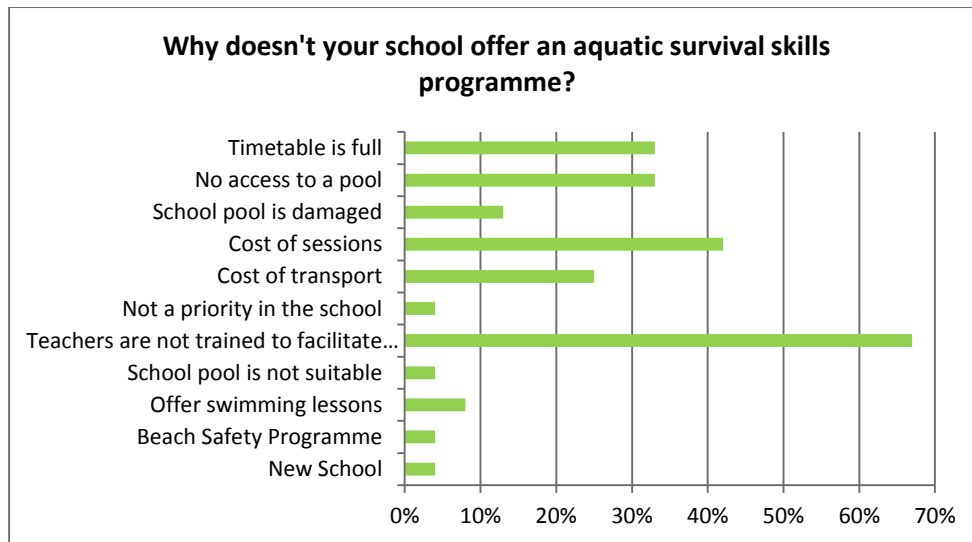 Why doesn't your school offer an aquatic survival skills
programme?
Timetable is full
No access to a pool
School pool is damaged
Cost of sessions
Cost of transport
Not a priority in the school
Teachers are not trained to facilitate...
School pool is not suitable
Offer swimming lessons
Beach Safety Programme
New School
0% 10% 20% 30% 40% 50% 60% 70%